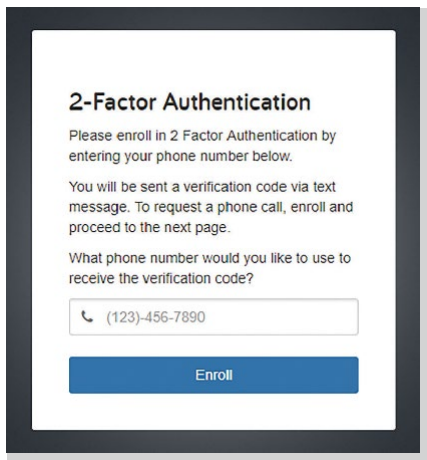 2-Factor Authentication
Please enroll in 2 Factor Authentication by
entering your phone number below.
You will be sent a verification code via text
message. To request a phone call, enroll and
proceed to the next page.
What phone number would you like to use to
receive the verification code?
(123)-456-7890
Enroll